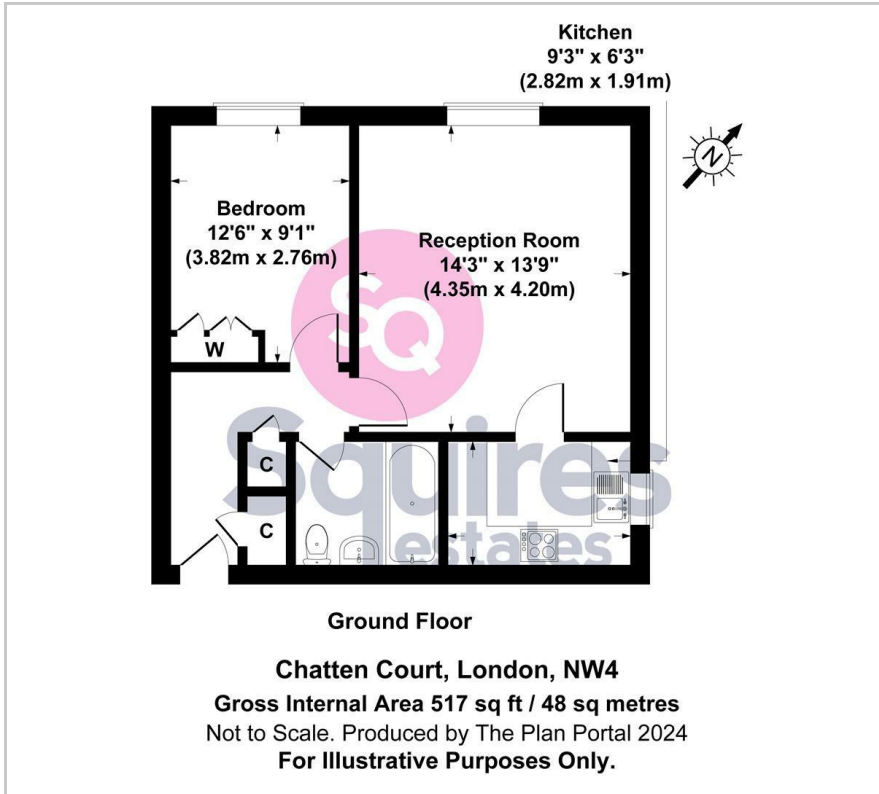 Kitchen
9'3" x 6'3"
(2.82m x 1.91m)
N
Bedroom
12'6" x 9'1"
(3.82m x 2.76m)
Reception Room
14'3" x 13'9"
(4.35m x 4.20m)
SQ
W
C
C
Squires
estates
Ground Floor
Chatten Court, London, NW4
Gross Internal Area 517 sq ft / 48 sq metres
Not to Scale. Produced by The Plan Portal 2024
For Illustrative Purposes Only.